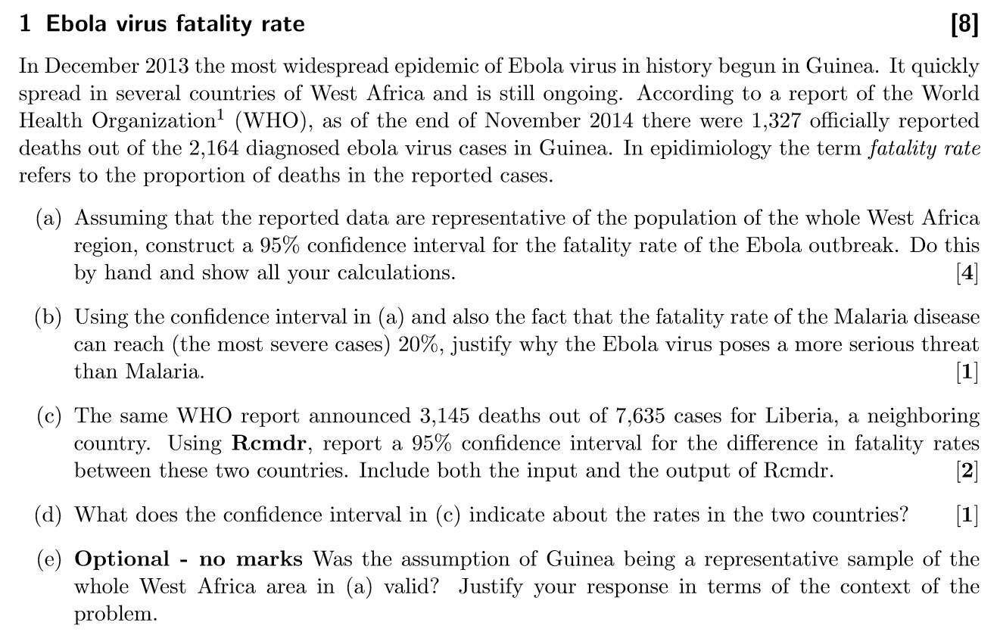 1 Ebola virus fatality rate [8]
In December 2013 the most widespread epidemic of Ebola virus in history begun in Guinea. It quickly
spread in several countries of West Africa and is still ongoing. According to a report of the World
Health Organization¹ (WHO), as of the end of November 2014 there were 1,327 officially reported
deaths out of the 2,164 diagnosed ebola virus cases in Guinea. In epidimiology the term fatality rate
refers to the proportion of deaths in the reported cases.
(a) Assuming that the reported data are representative of the population of the whole West Africa
region, construct a 95% confidence interval for the fatality rate of the Ebola outbreak. Do this
by hand and show all your calculations. [4]
(b) Using the confidence interval in (a) and also the fact that the fatality rate of the Malaria disease
can reach (the most severe cases) 20%, justify why the Ebola virus poses a more serious threat
than Malaria. [1]
(c) The same WHO report announced 3,145 deaths out of 7,635 cases for Liberia, a neighboring
country. Using Rcmdr, report a 95% confidence interval for the difference in fatality rates
between these two countries. Include both the input and the output of Rcmdr. [2]
(d) What does the confidence interval in (c) indicate about the rates in the two countries? [1]
(e) Optional - no marks Was the assumption of Guinea being a representative sample of the
whole West Africa area in (a) valid? Justify your response in terms of the context of the
problem.